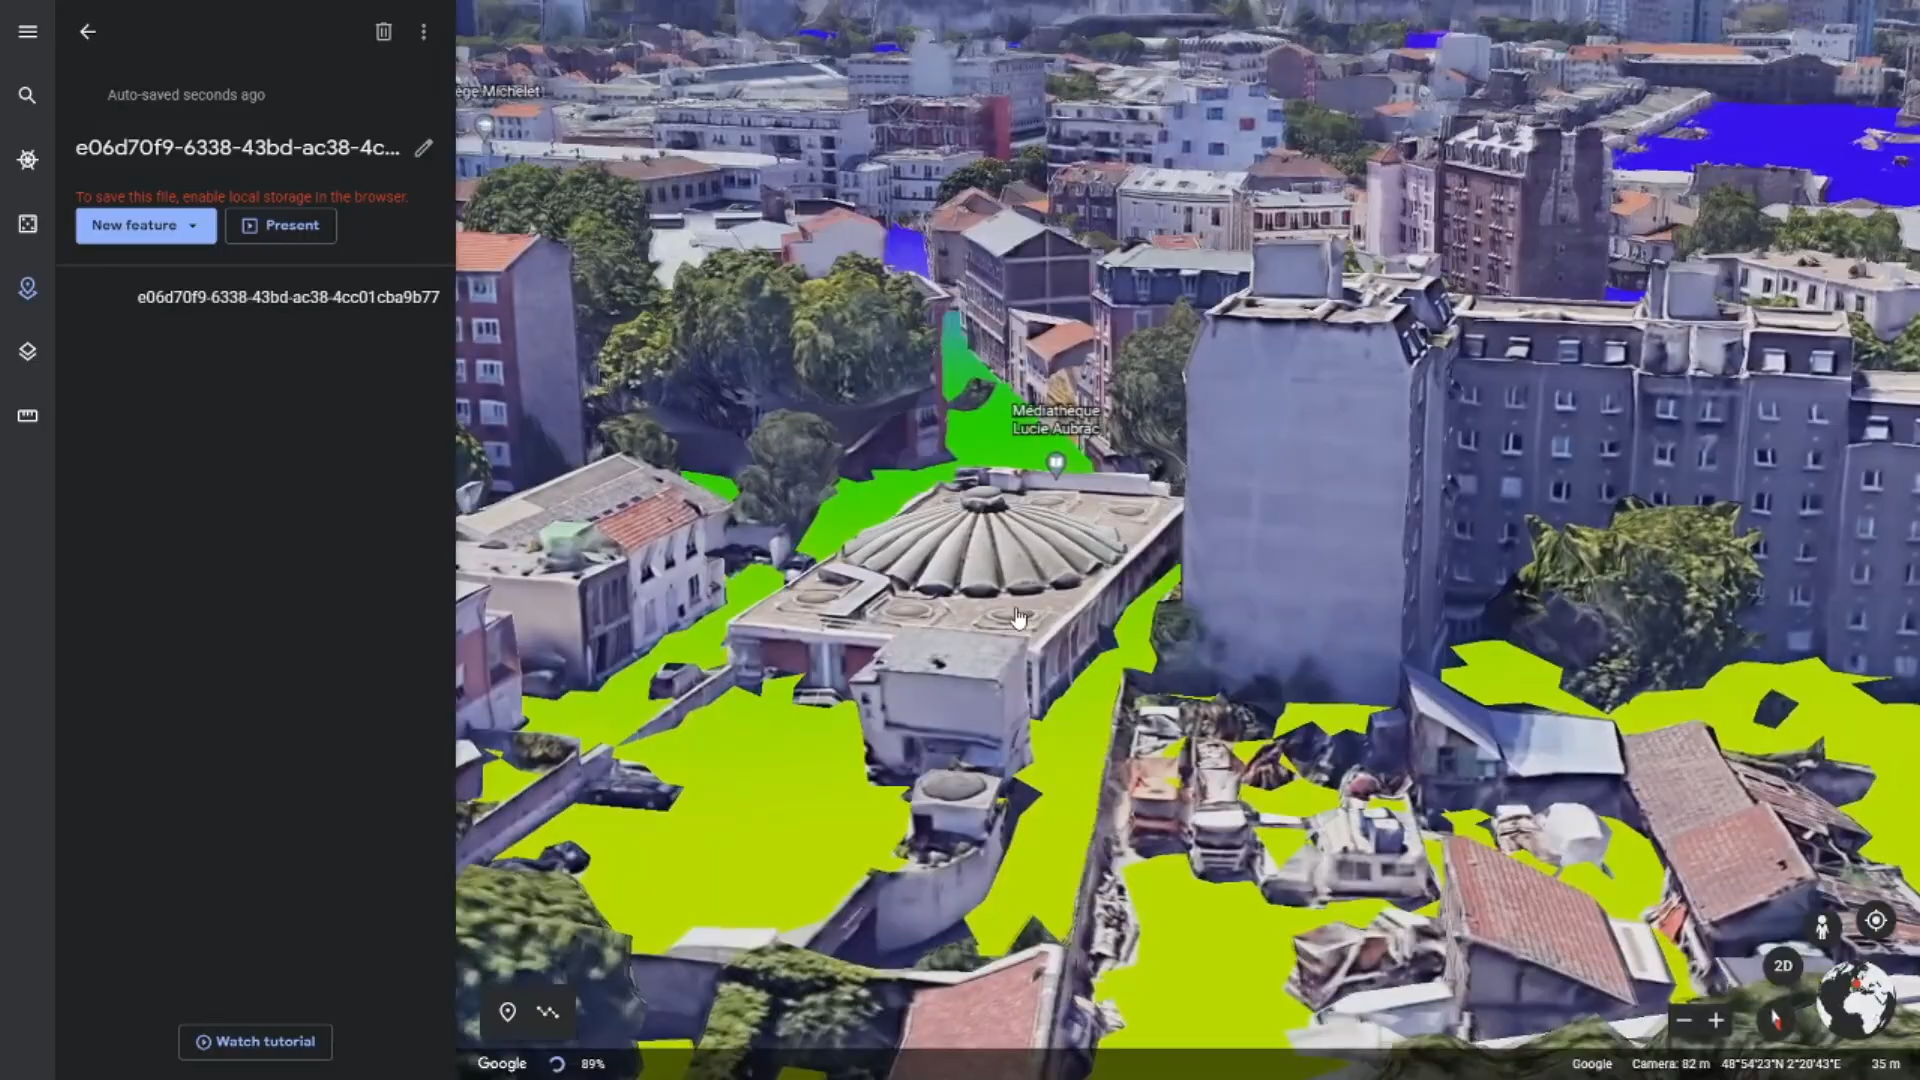 Auto-saved seconds ago
e06d70f9-6338-43bd-ac38-4c...
To save this file, enable local storage in the browser.
New feature
Present
e06d70f9-6338-43bd-ac38-4cc01cba9b77
Watch tutorial
ège Michelet
Médiathèque
Lucie Aubrac
2D
Google
89%
Google
Camera: 82 m
48°54'23"N 2°20'43"E
35 m